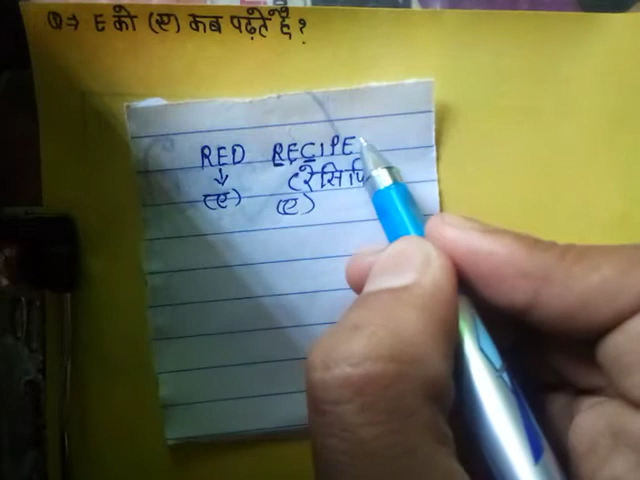 Q→ E को (ए) कब पढ़ते है?
RED RECIPE
↓ (रेसिपि
(ए) (ए)